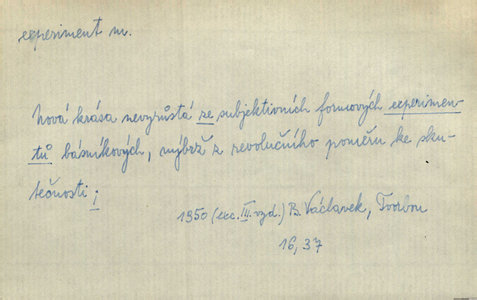 experiment m.
Nová krása nevyrůstá ze subjektivních formových experimen-
tů básníkových, nýbrž z revolučního poměru ke sku-
tečnosti;
1950 (exc. III. vyd.) B. Václavek, Tvorbou
16, 37